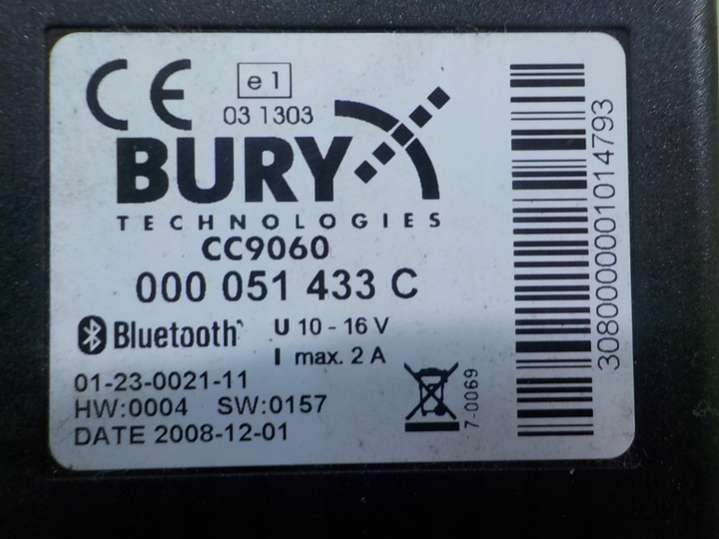 CE
e1
03 1303
BURY
TECHNOLOGIES
CC9060
000 051 433 C
Bluetooth
U 10 - 16 V
I max. 2 A
01-23-0021-11
HW:0004 SW:0157
DATE 2008-12-01
7-0069
3080000001014793